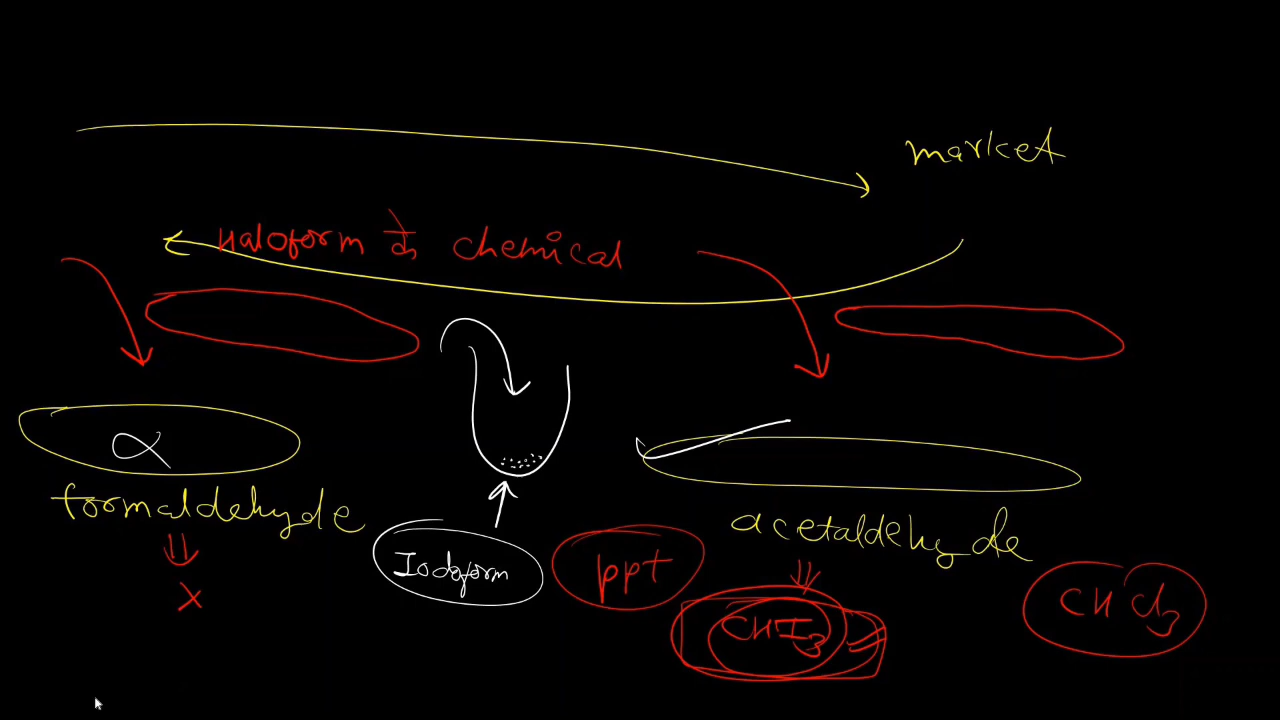 market
Haloform के chemical
α
formaldehyde
acetaldehyde
Iodoform
ppt
X
CHI3
CHCl3